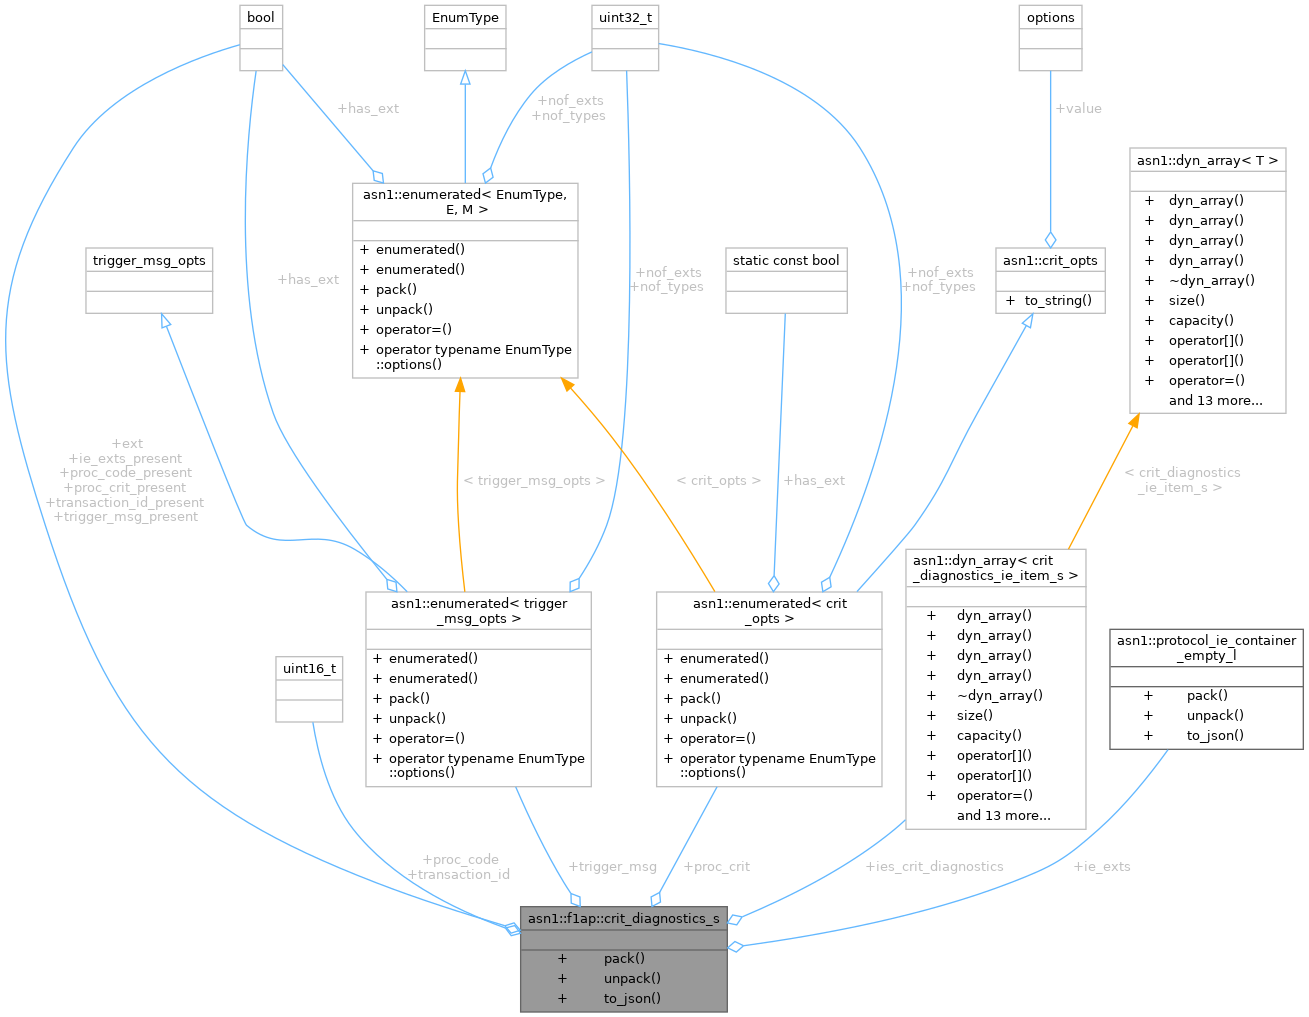 bool
EnumType
uint32_t
options
+has_ext
+nof_exts
+nof_types
+value
asn1::dyn_array< T >
+ dyn_array()
+ dyn_array()
+ dyn_array()
+ dyn_array()
+ ~dyn_array()
+ size()
+ capacity()
+ operator[]()
+ operator[]()
+ operator=()
and 13 more...
asn1::enumerated< EnumType,
E, M >
+ enumerated()
+ enumerated()
+ pack()
+ unpack()
+ operator=()
+ operator typename EnumType
::options()
trigger_msg_opts
+has_ext
+nof_exts
+nof_types
static const bool
+nof_exts
+nof_types
asn1::crit_opts
+ to_string()
+ext
+ie_exts_present
+proc_code_present
+proc_crit_present
+transaction_id_present
+trigger_msg_present
< trigger_msg_opts >
< crit_opts >
+has_ext
< crit_diagnostics
_ie_item_s >
asn1::enumerated< trigger
_msg_opts >
+ enumerated()
+ enumerated()
+ pack()
+ unpack()
+ operator=()
+ operator typename EnumType
::options()
asn1::enumerated< crit
_opts >
+ enumerated()
+ enumerated()
+ pack()
+ unpack()
+ operator=()
+ operator typename EnumType
::options()
asn1::dyn_array< crit
_diagnostics_ie_item_s >
+ dyn_array()
+ dyn_array()
+ dyn_array()
+ dyn_array()
+ ~dyn_array()
+ size()
+ capacity()
+ operator[]()
+ operator[]()
+ operator=()
and 13 more...
asn1::protocol_ie_container
_empty_l
+ pack()
+ unpack()
+ to_json()
uint16_t
+proc_code
+transaction_id
+trigger_msg
+proc_crit
+ies_crit_diagnostics
+ie_exts
asn1::f1ap::crit_diagnostics_s
+ pack()
+ unpack()
+ to_json()